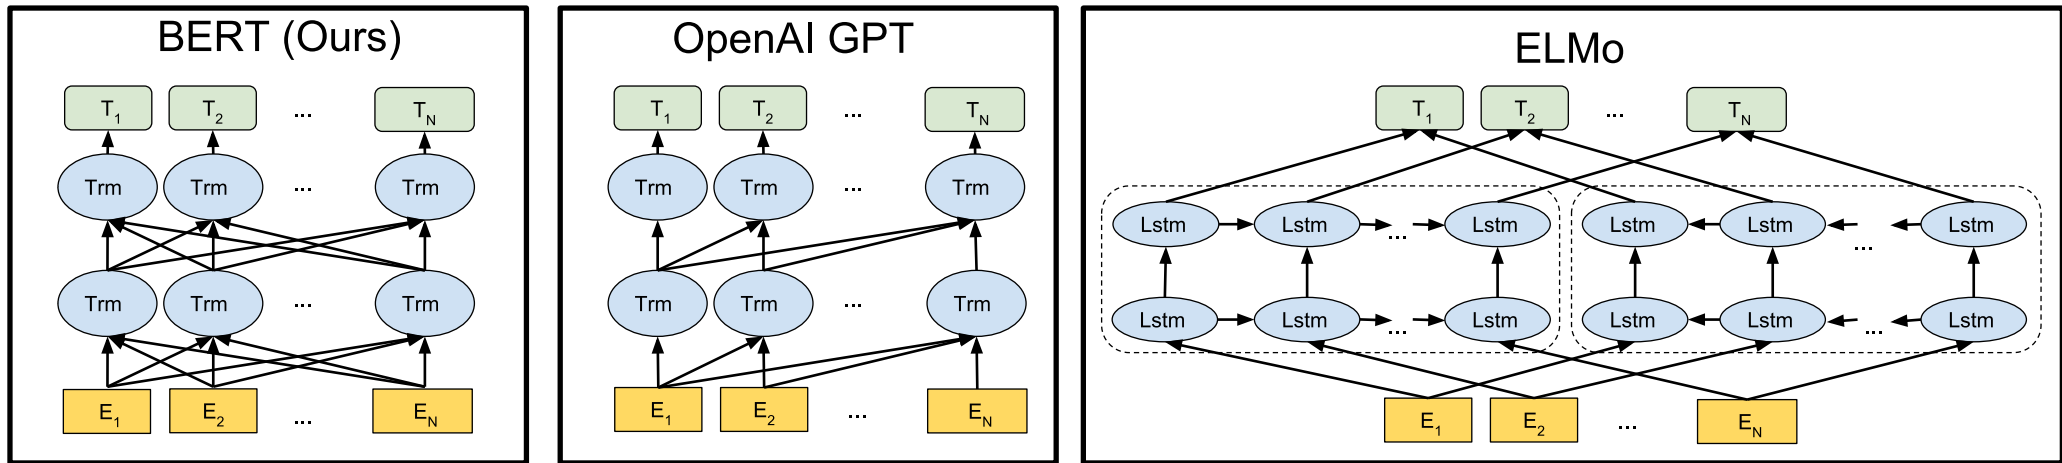 BERT (Ours)
T1 T2 ... TN
Trm Trm ... Trm
Trm Trm ... Trm
E1 E2 ... EN
OpenAI GPT
T1 T2 ... TN
Trm Trm ... Trm
Trm Trm ... Trm
E1 E2 ... EN
ELMo
T1 T2 ... TN
Lstm Lstm ... Lstm Lstm Lstm ... Lstm
Lstm Lstm ... Lstm Lstm Lstm ... Lstm
E1 E2 ... EN